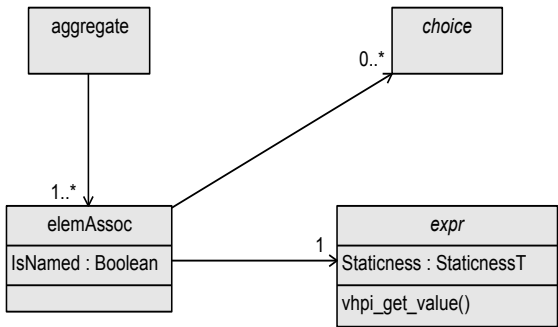 aggregate
choice
0..*
1..*
elemAssoc
IsNamed : Boolean
1
expr
Staticness : StaticnessT
vhpi_get_value()